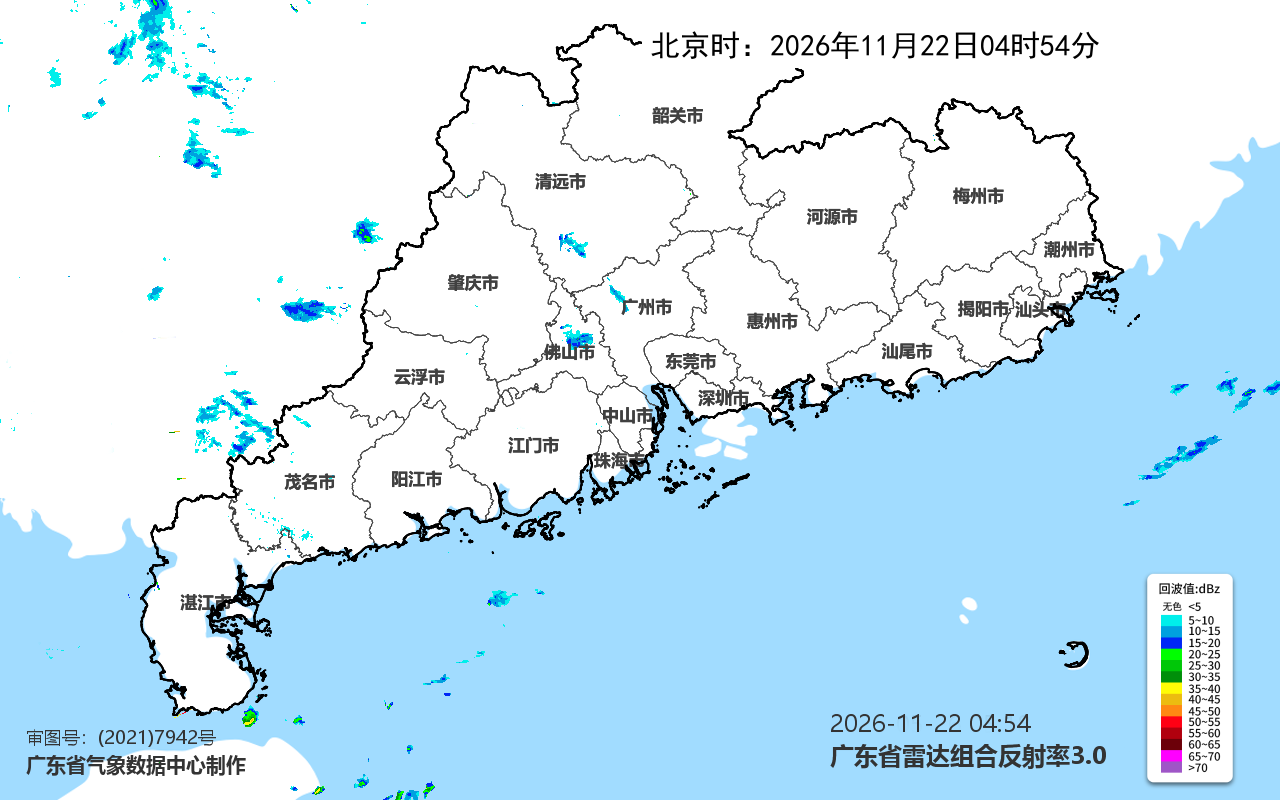 北京时：2026年11月22日04时54分
韶关市
清远市
梅州市
河源市
潮州市
肇庆市
广州市
揭阳市
汕头市
惠州市
佛山市
汕尾市
东莞市
云浮市
深圳市
中山市
江门市
珠海市
茂名市
阳江市
湛江市
回波值:dBz
无色 <5
5~10
10~15
15~20
20~25
25~30
30~35
35~40
40~45
45~50
50~55
55~60
60~65
65~70
>70
2026-11-22 04:54
广东省雷达组合反射率3.0
审图号：(2021)7942号
广东省气象数据中心制作